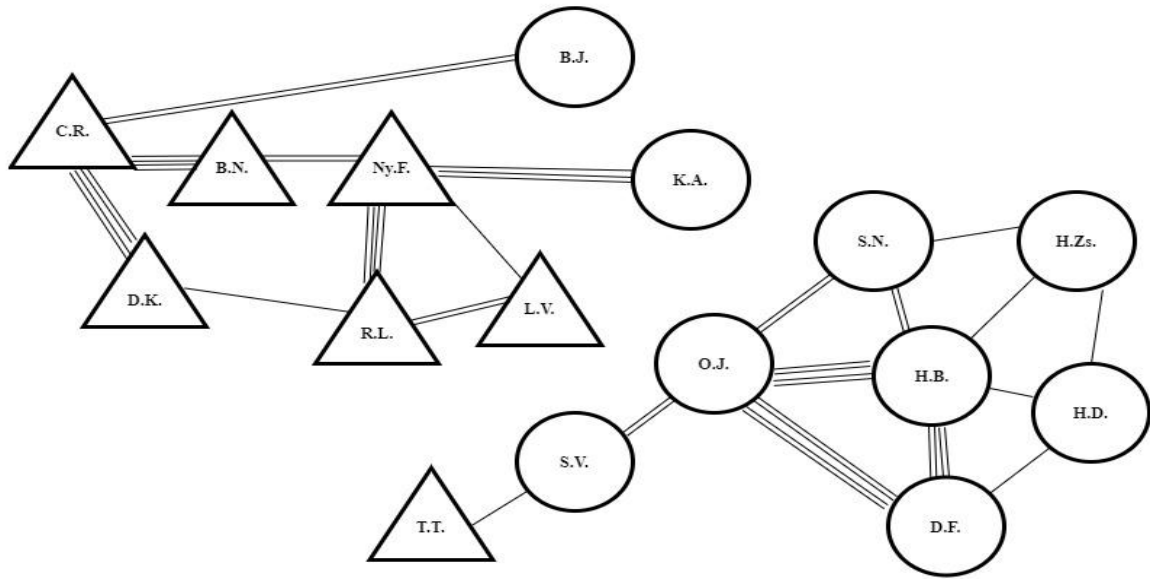 B.J.
C.R.
B.N.
Ny.F.
K.A.
S.N.
H.Zs.
D.K.
L.V.
R.L.
O.J.
H.B.
H.D.
S.V.
T.T.
D.F.